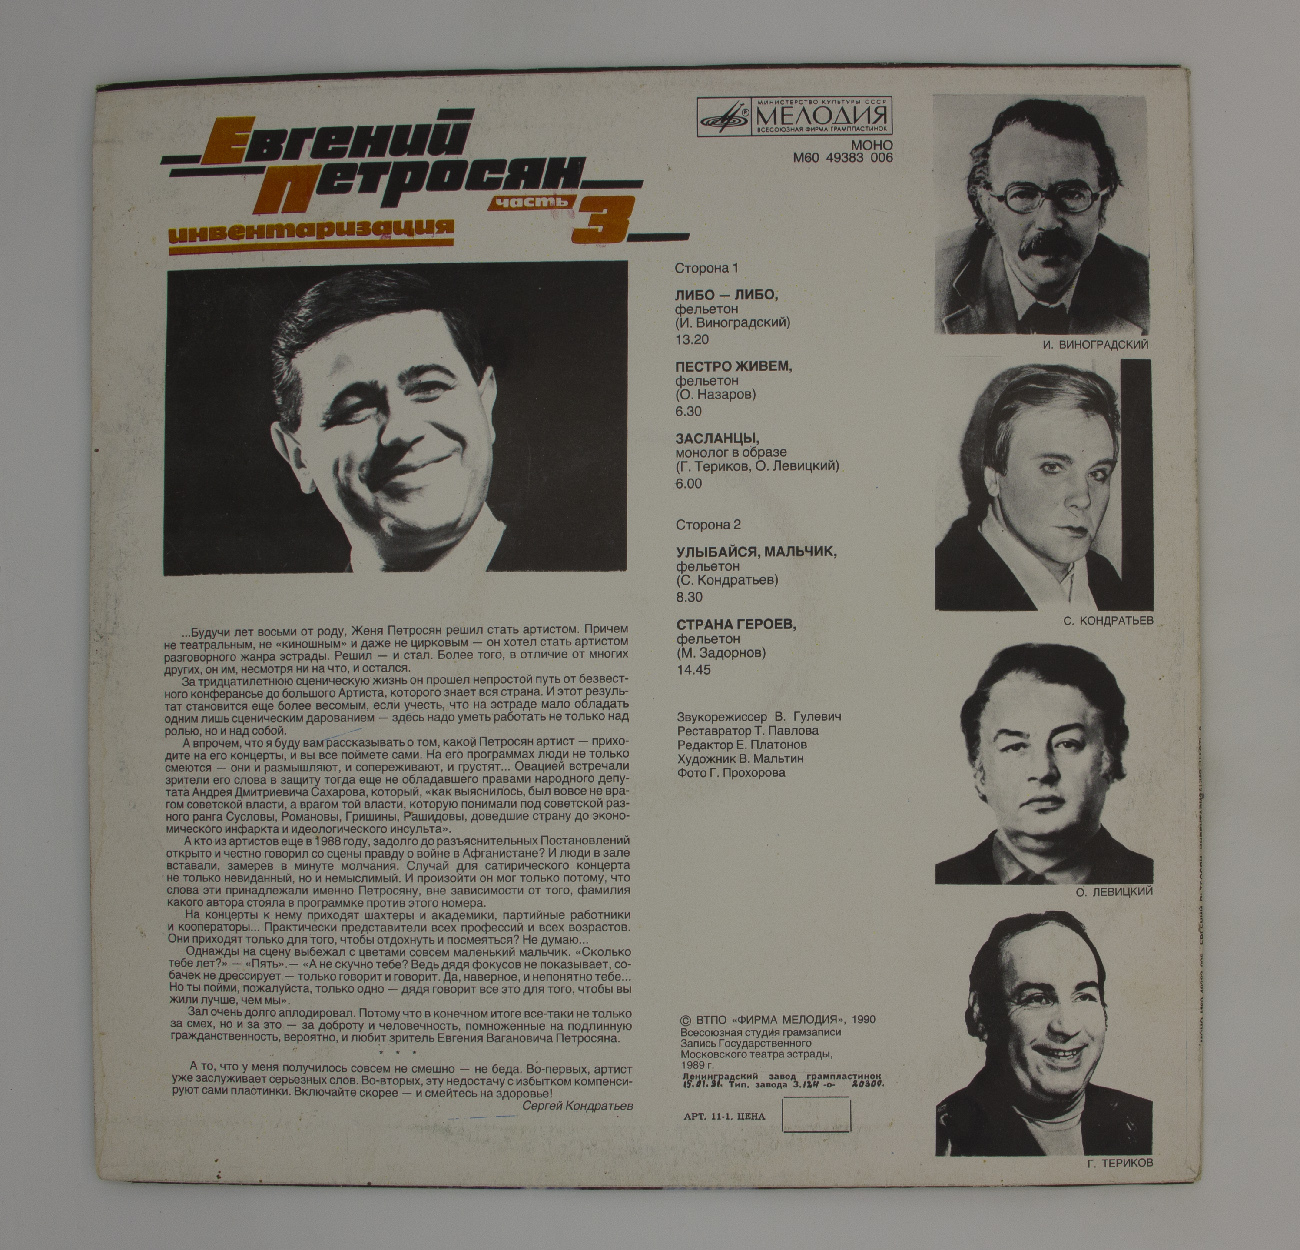 Евгений
Петросян
часть 3
инвентаризация
МИНИСТЕРСТВО КУЛЬТУРЫ СССР
МЕЛОДИЯ
ВСЕСОЮЗНАЯ ФИРМА ГРАМПЛАСТИНОК
МОНО
М60 49383 006
Сторона 1
ЛИБО — ЛИБО,
фельетон
(И. Виноградский)
13.20
ПЕСТРО ЖИВЕМ,
фельетон
(О. Назаров)
6.30
ЗАСЛАНЦЫ,
монолог в образе
(Г. Териков, О. Левицкий)
6.00
Сторона 2
УЛЫБАЙСЯ, МАЛЬЧИК,
фельетон
(С. Кондратьев)
8.30
СТРАНА ГЕРОЕВ,
фельетон
(М. Задорнов)
14.45
Звукорежиссер В. Гулевич
Реставратор Т. Павлова
Редактор Е. Платонов
Художник В. Мальтин
Фото Г. Прохорова
И. ВИНОГРАДСКИЙ
С. КОНДРАТЬЕВ
О. ЛЕВИЦКИЙ
Г. ТЕРИКОВ
...Будучи лет восьми от роду, Женя Петросян решил стать артистом. Причем
не театральным, не «киношным» и даже не цирковым — он хотел стать артистом
разговорного жанра эстрады. Решил — и стал. Более того, в отличие от многих
других, он им, несмотря ни на что, и остался.
За тридцатилетнюю сценическую жизнь он прошел непростой путь от безвест-
ного конферансье до большого Артиста, которого знает вся страна. И этот резуль-
тат становится еще более весомым, если учесть, что на эстраде мало обладать
одним лишь сценическим дарованием — здесь надо уметь работать не только над
ролью, но и над собой.
А впрочем, что я буду вам рассказывать о том, какой Петросян артист — прихо-
дите на его концерты, и вы все поймете сами. На его программах люди не только
смеются — они и размышляют, и сопереживают, и грустят... Овацией встречали
зрители его слова в защиту тогда еще не обладавшего правами народного депу-
тата Андрея Дмитриевича Сахарова, который, «как выяснилось, был вовсе не вра-
гом советской власти, а врагом той власти, которую понимали под советской раз-
ного ранга Сусловы, Романовы, Гришины, Рашидовы, доведшие страну до эконо-
мического инфаркта и идеологического инсульта».
А кто из артистов еще в 1988 году, задолго до разъяснительных Постановлений
открыто и честно говорил со сцены правду о войне в Афганистане? И люди в зале
вставали, замерев в минуте молчания. Случай для сатирического концерта
не только невиданный, но и немыслимый. И произойти он мог только потому, что
слова эти принадлежали именно Петросяну, вне зависимости от того, фамилия
какого автора стояла в программке против этого номера.
На концерты к нему приходят шахтеры и академики, партийные работники
и кооператоры... Практически представители всех профессий и всех возрастов.
Они приходят только для того, чтобы отдохнуть и посмеяться? Не думаю...
Однажды на сцену выбежал с цветами совсем маленький мальчик. «Сколько
тебе лет?» — «Пять». — «А не скучно тебе? Ведь дядя фокусов не показывает, со-
бачек не дрессирует — только говорит и говорит. Да, наверное, и непонятно тебе...
Но ты пойми, пожалуйста, только одно — дядя говорит все это для того, чтобы вы
жили лучше, чем мы».
Зал очень долго аплодировал. Потому что в конечном итоге все-таки не только
за смех, но и за это — за доброту и человечность, помноженные на подлинную
гражданственность, вероятно, и любит зритель Евгения Вагановича Петросяна.
* * *
А то, что у меня получилось совсем не смешно — не беда. Во-первых, артист
уже заслуживает серьезных слов. Во-вторых, эту недостачу с избытком компенси-
руют сами пластинки. Включайте скорее — и смейтесь на здоровье!
Сергей Кондратьев
© ВТПО «ФИРМА МЕЛОДИЯ», 1990
Всесоюзная студия грамзаписи
Запись Государственного
Московского театра эстрады,
1989 г.
Ленинградский завод грампластинок
15.01.91. Тип. завода З.124 -о- 20300.
АРТ. 11-1. ЦЕНА